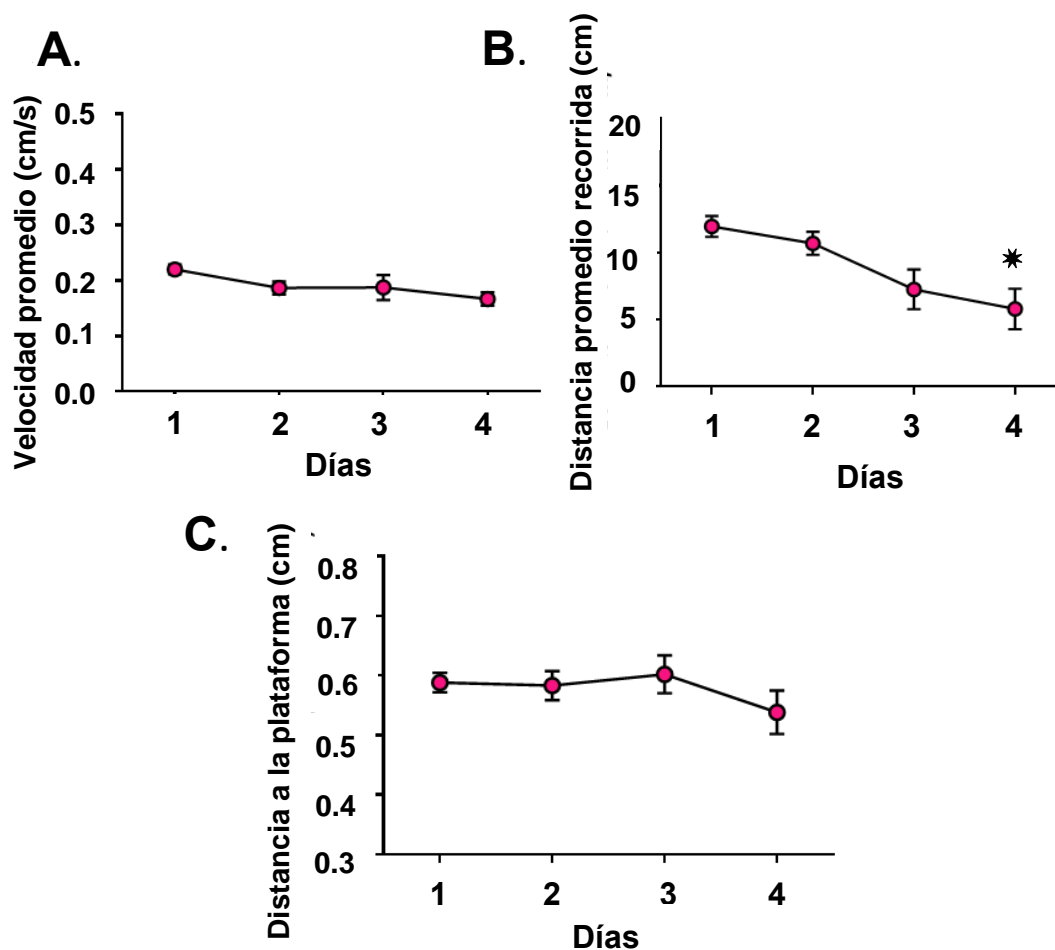 A.
Velocidad promedio (cm/s)
0.5
0.4
0.3
0.2
0.1
0.0
1 2 3 4
Días
B.
Distancia promedio recorrida (cm)
20
15
10
5
0
1 2 3 4
Días
C.
Distancia a la plataforma (cm)
0.8
0.7
0.6
0.5
0.4
0.3
1 2 3 4
Días